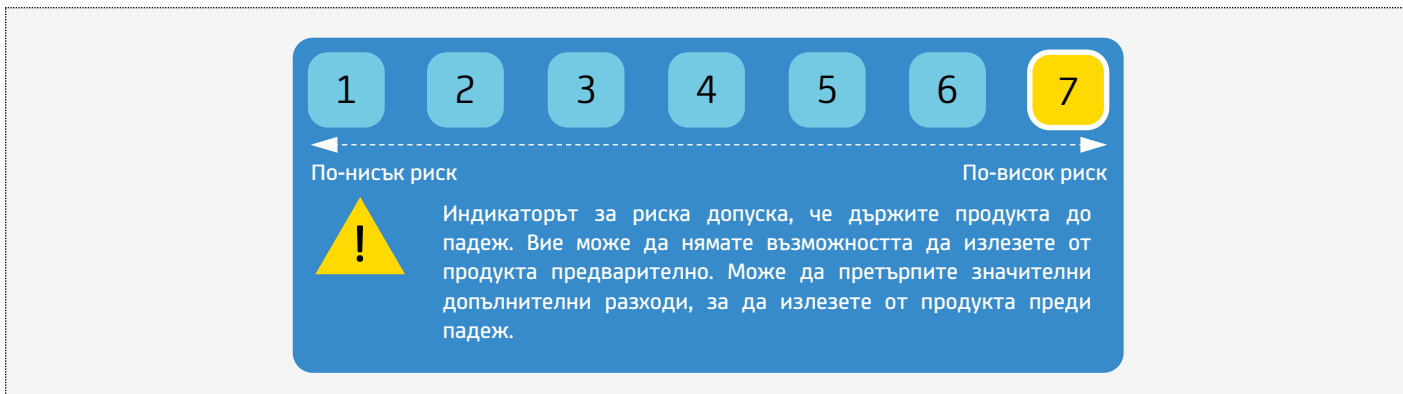 1 2 3 4 5 6 7
По-нисък риск По-висок риск
!
Индикаторът за риска допуска, че държите продукта до
падеж. Вие може да нямате възможността да излезете от
продукта предварително. Може да претърпите значителни
допълнителни разходи, за да излезете от продукта преди
падеж.